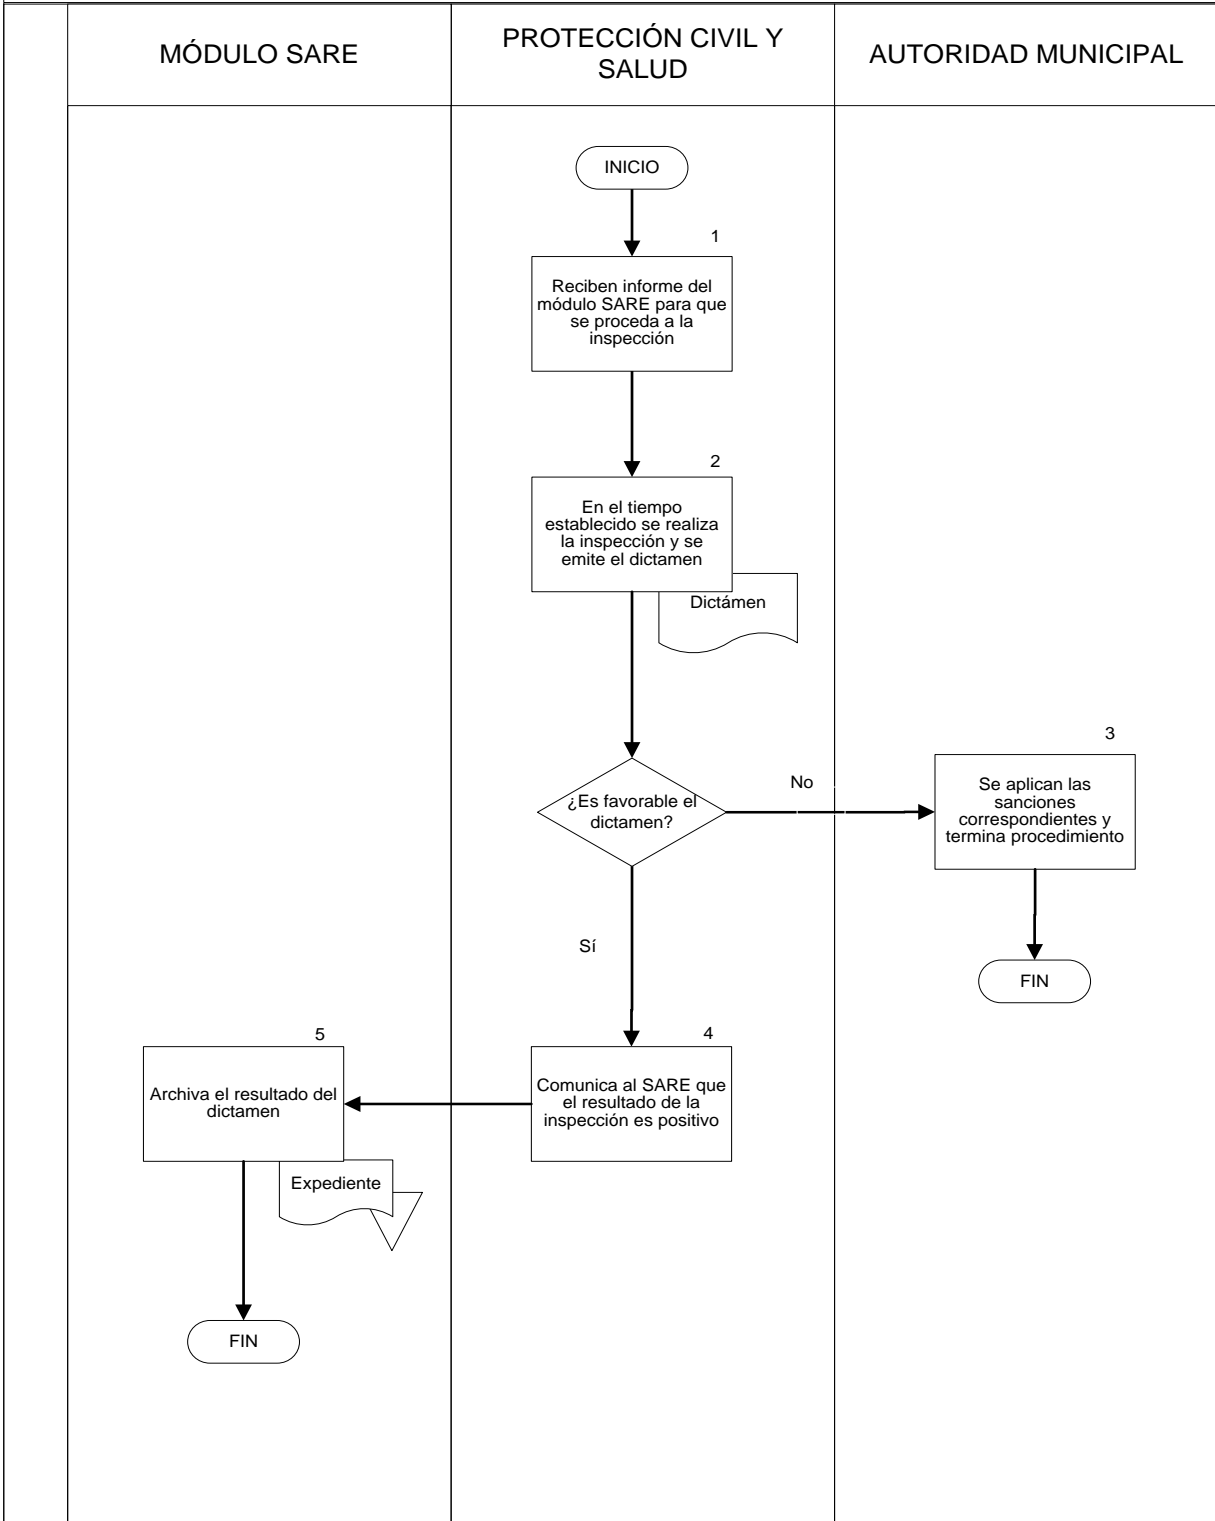 MÓDULO SARE
PROTECCIÓN CIVIL Y
SALUD
AUTORIDAD MUNICIPAL
INICIO
1
Reciben informe del
módulo SARE para que
se proceda a la
inspección
2
En el tiempo
establecido se realiza
la inspección y se
emite el dictamen
Dictámen
¿Es favorable el
dictamen?
No
3
Se aplican las
sanciones
correspondientes y
termina procedimiento
FIN
Sí
4
Comunica al SARE que
el resultado de la
inspección es positivo
5
Archiva el resultado del
dictamen
Expediente
FIN